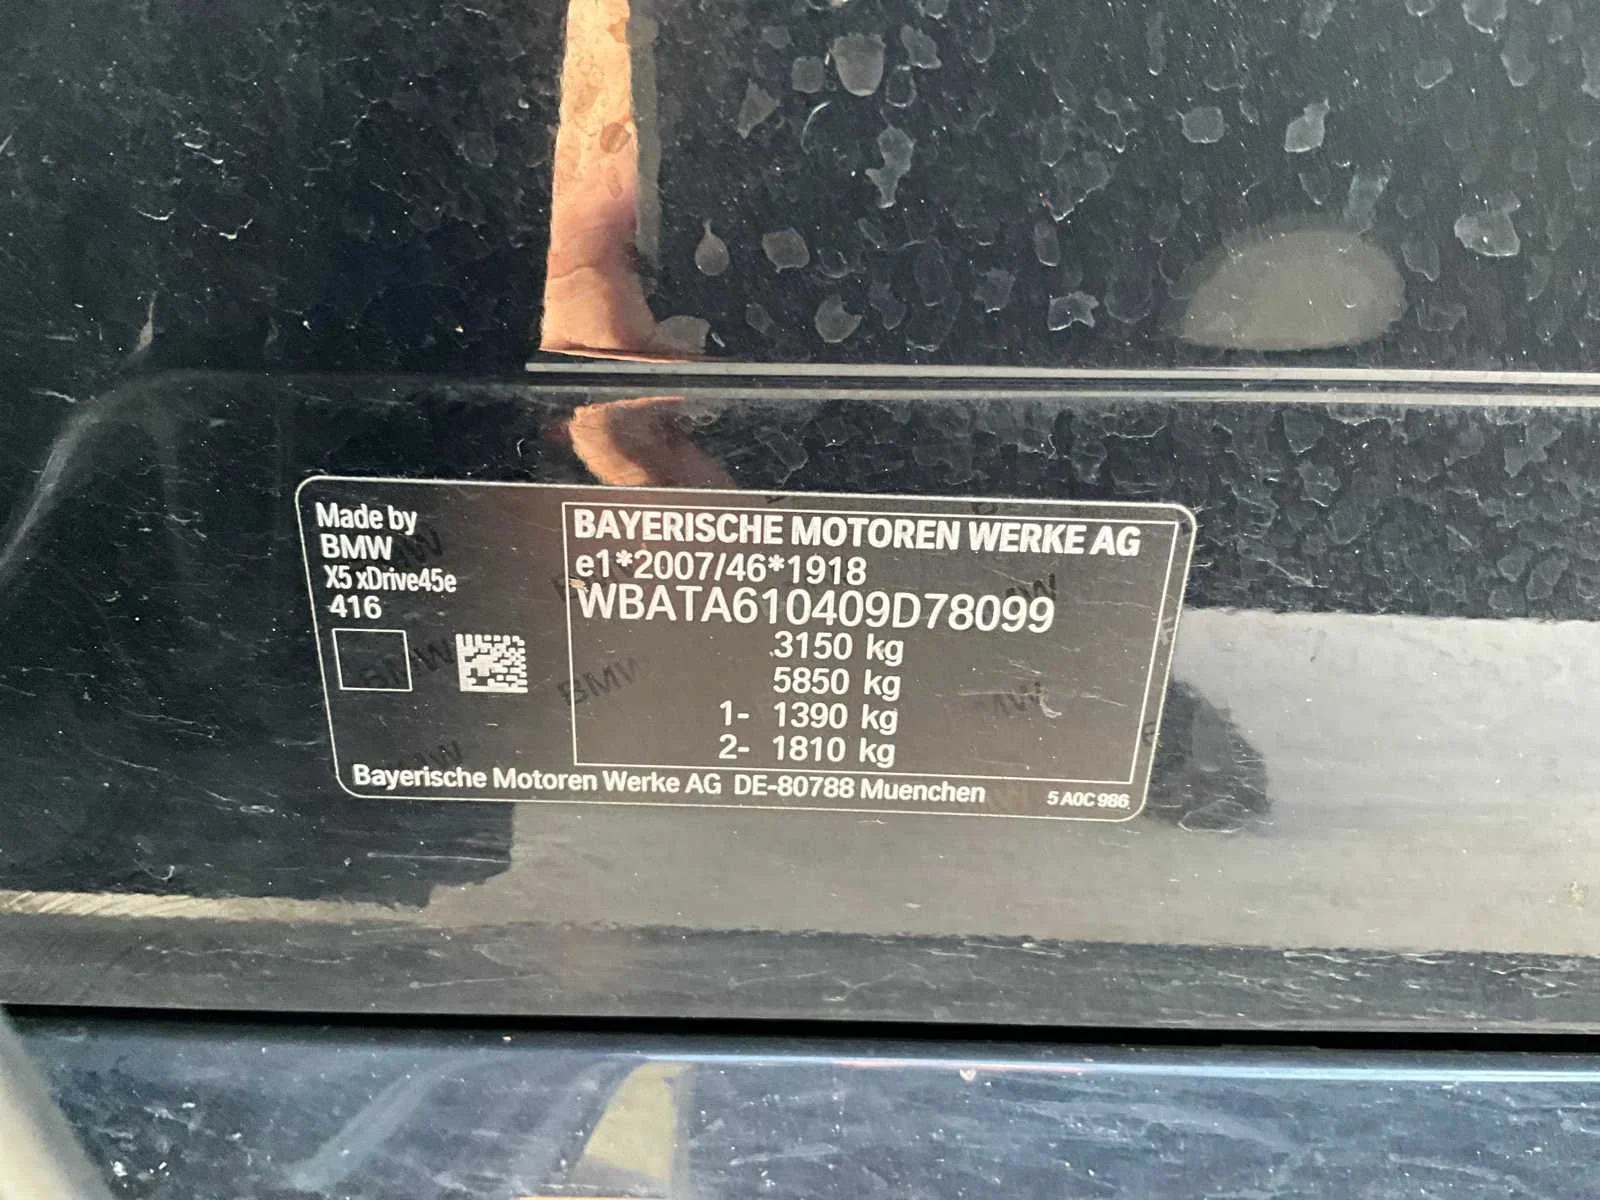 Made by
BMW
X5 xDrive45e
416
BAYERISCHE MOTOREN WERKE AG
e1*2007/46*1918
WBATA610409D78099
3150 kg
5850 kg
1- 1390 kg
2- 1810 kg
Bayerische Motoren Werke AG DE-80788 Muenchen
5 A0C 986